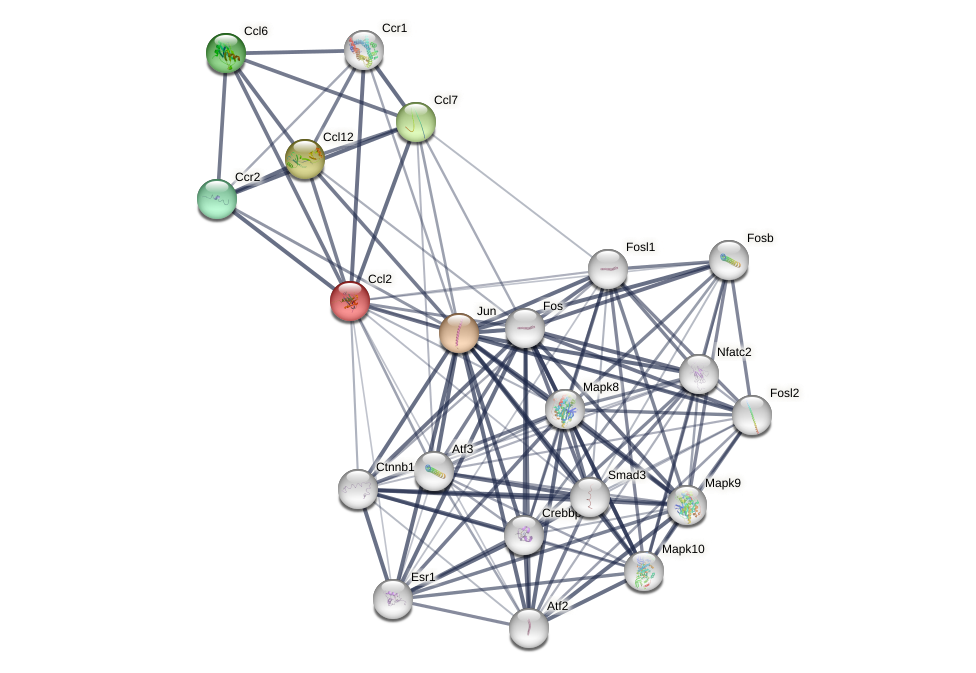 Ccl6
Ccr1
Ccl7
Ccl12
Ccr2
Fosb
Fosl1
Ccl2
Fos
Jun
Nfatc2
Mapk8
Fosl2
Atf3
Ctnnb1
Smad3
Mapk9
Crebbp
Mapk10
Esr1
Atf2